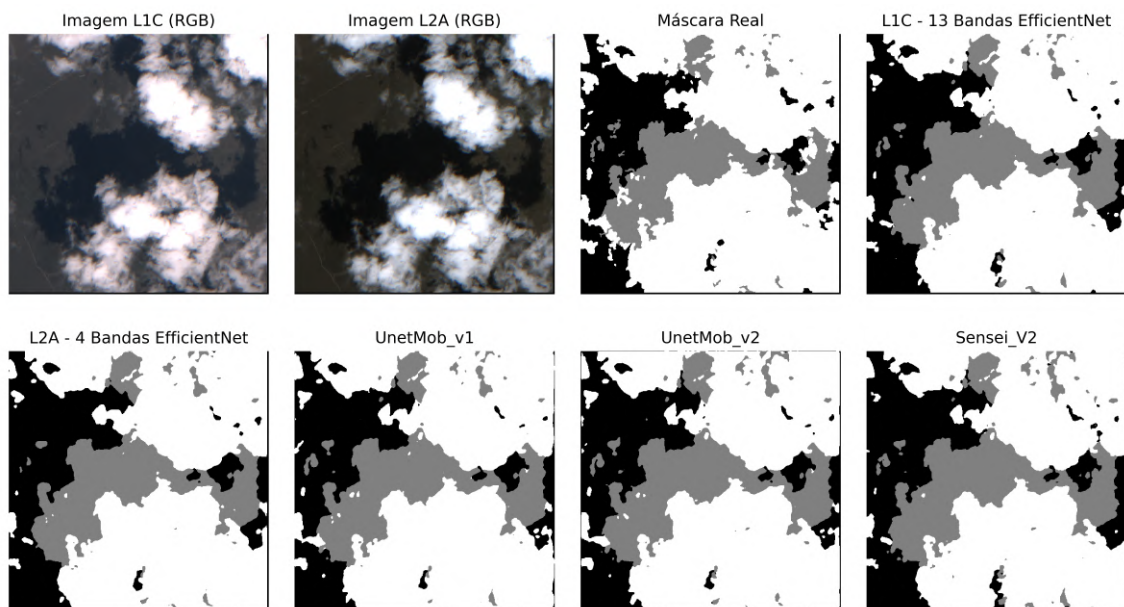 Imagem L1C (RGB)
Imagem L2A (RGB)
Máscara Real
L1C - 13 Bandas EfficientNet
L2A - 4 Bandas EfficientNet
UnetMob_v1
UnetMob_v2
Sensei_V2